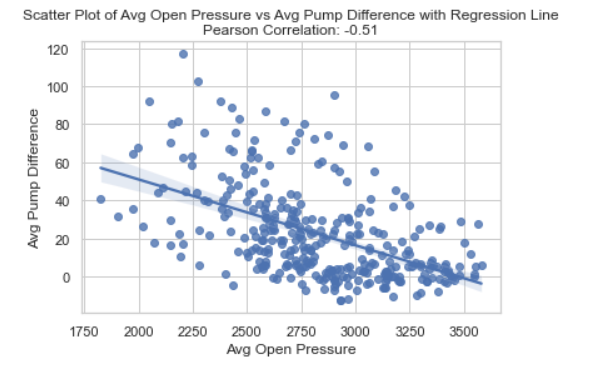 Scatter Plot of Avg Open Pressure vs Avg Pump Difference with Regression Line
Pearson Correlation: -0.51
120
100
80
60
40
20
0
Avg Pump Difference
1750 2000 2250 2500 2750 3000 3250 3500
Avg Open Pressure